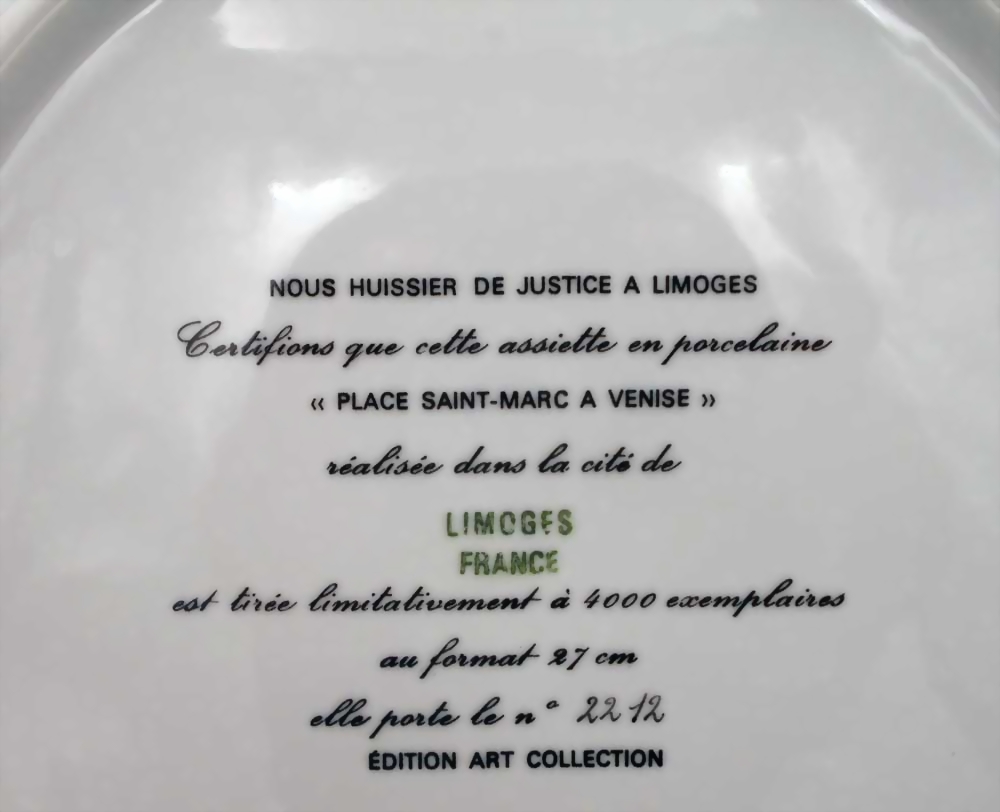 NOUS HUISSIER DE JUSTICE A LIMOGES
Certifions que cette assiette en porcelaine
« PLACE SAINT-MARC A VENISE »
réalisée dans la cité de
LIMOGES
FRANCE
est tirée limitativement à 4000 exemplaires
au format 27 cm
elle porte le n° 2212
ÉDITION ART COLLECTION